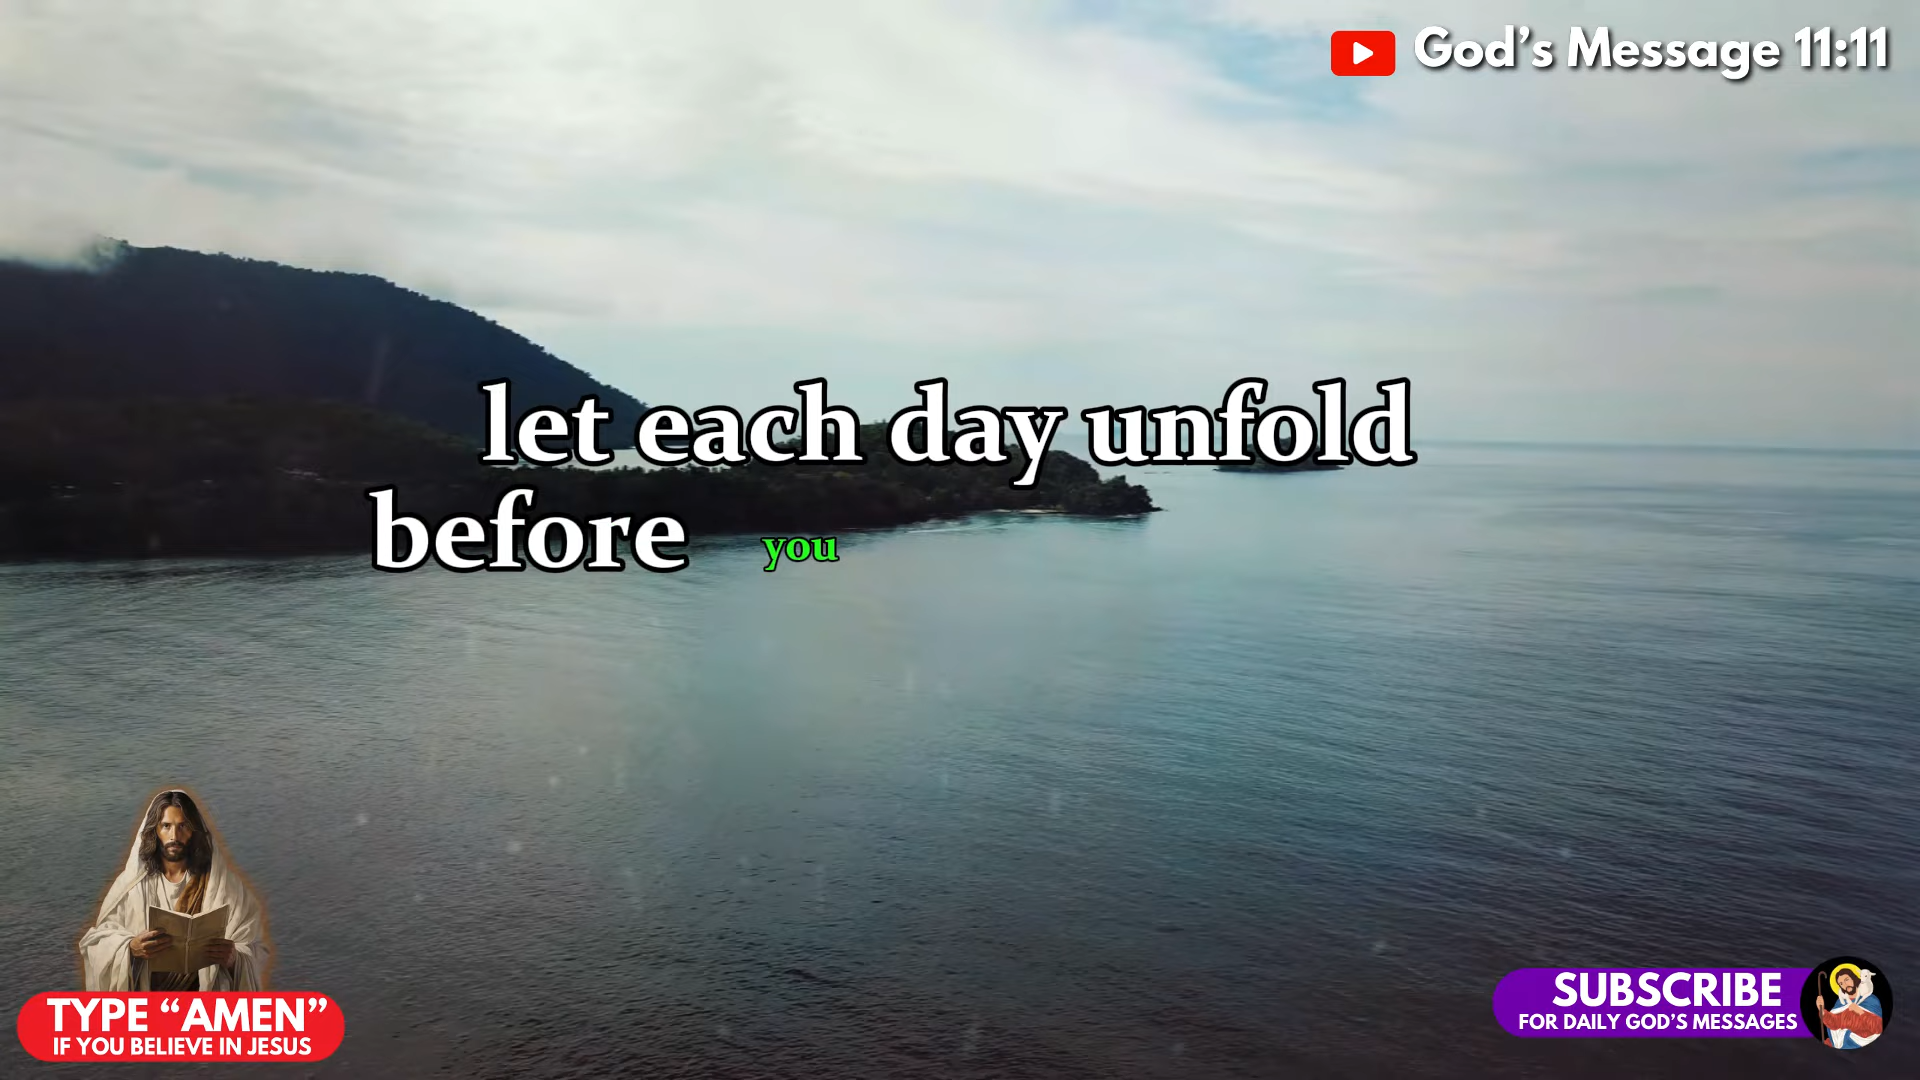 God’s Message 11:11
let each day unfold
before you
TYPE “AMEN”
IF YOU BELIEVE IN JESUS
SUBSCRIBE
FOR DAILY GOD’S MESSAGES